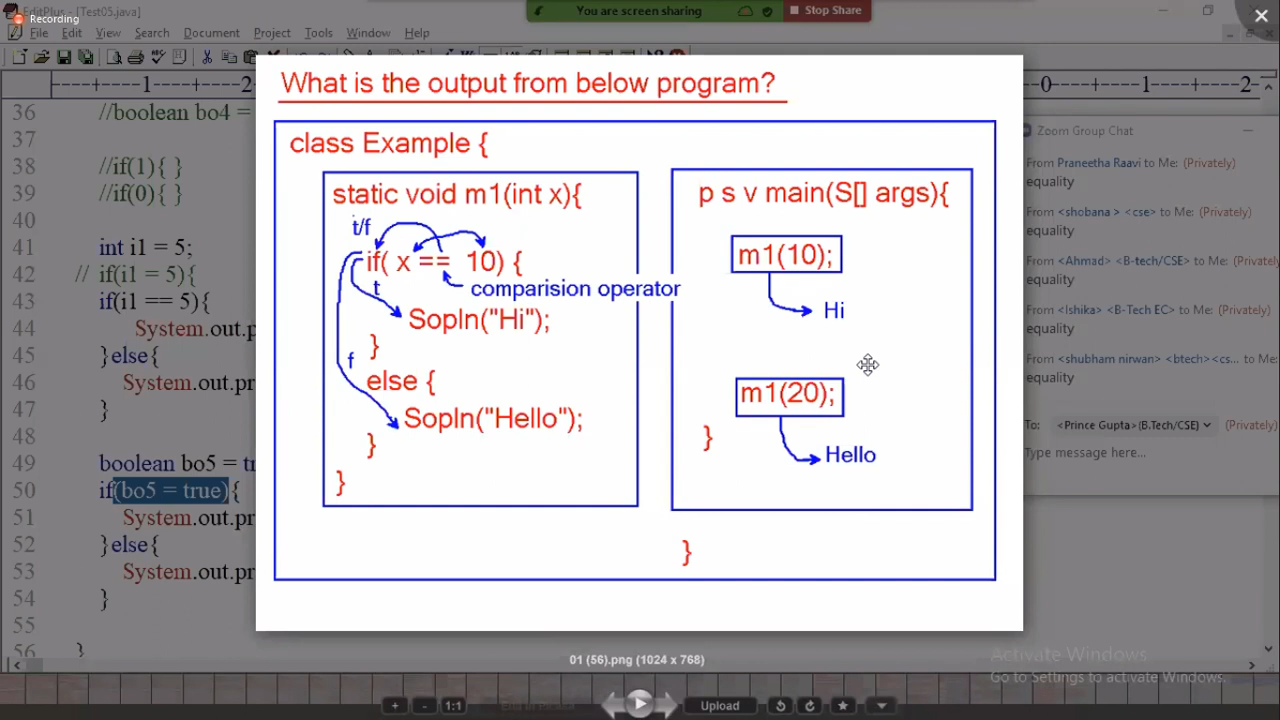 EditPlus - [Test05.java]
Recording
You are screen sharing
Stop Share
File Edit View Search Document Project Tools Window Help
What is the output from below program?
class Example {
static void m1(int x){
t/f
if( x == 10) {
t
comparision operator
Sopln("Hi");
}
f
else {
Sopln("Hello");
}
}
p s v main(S[] args){
m1(10);
Hi
m1(20);
}
Hello
}
36 //boolean bo4 =
37
38 //if(1){ }
39 //if(0){ }
40
41 int i1 = 5;
42 // if(i1 = 5){
43 if(i1 == 5){
44 System.out.p
45 }else{
46 System.out.p
47 }
48
49 boolean bo5 = t
50 if(bo5 = true){
51 System.out.pr
52 }else{
53 System.out.pr
54 }
55 }
56
Zoom Group Chat
From Praneetha Raavi to Me: (Privately)
equality
From <shobana > <cse> to Me: (Privately)
equality
From <Amar> <B-tech/CSE> to Me: (Privately)
equality
From <Ishika> <B-Tech EC> to Me: (Privately)
equality
From <shubham nirwan> <btech><cs... to Me: (Privately)
equality
To: <Prince Gupta>(B.Tech/CSE) (Privately)
Type message here...
01 (56).png (1024 x 768)
Activate Windows
Go to Settings to activate Windows.
+ - 1:1
Edit in Picasa
Upload